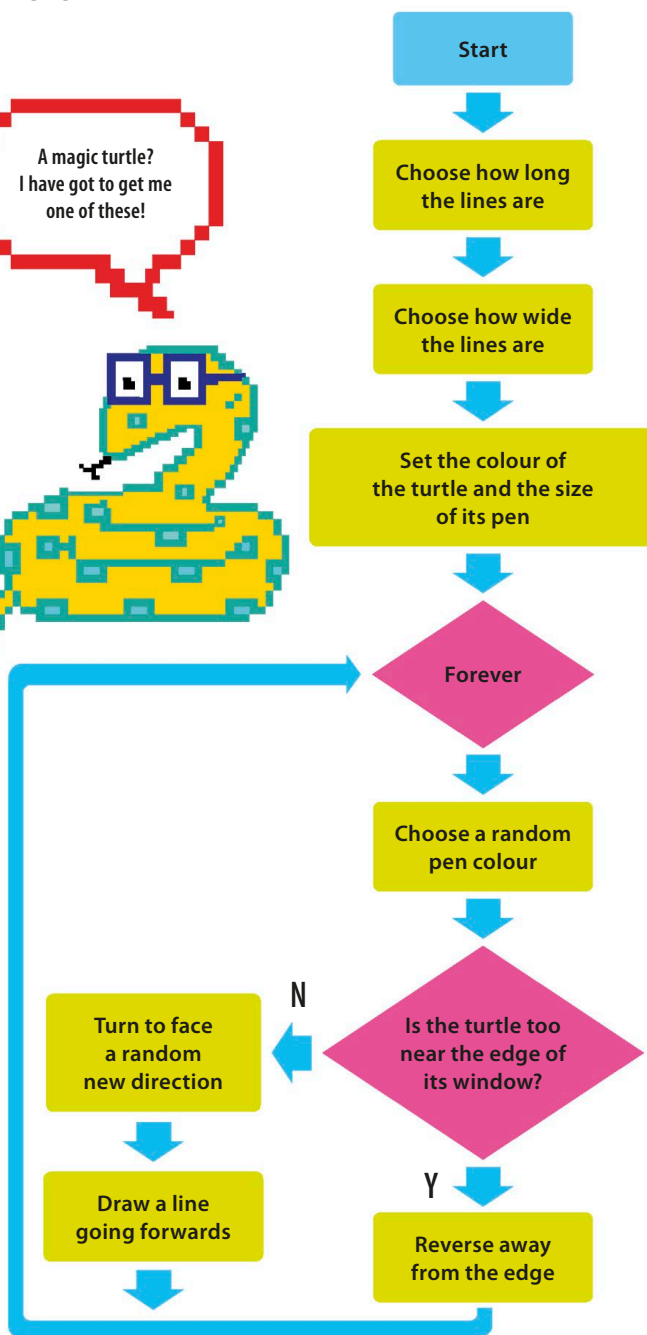 Start
A magic turtle?
I have got to get me
one of these!
Choose how long
the lines are
Choose how wide
the lines are
Set the colour of
the turtle and the size
of its pen
Forever
Choose a random
pen colour
Is the turtle too
near the edge of
its window?
N
Turn to face
a random
new direction
Draw a line
going forwards
Y
Reverse away
from the edge